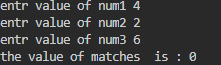 entr value of num1 4
entr value of num2 2
entr value of num3 6
the value of matches  is : 0